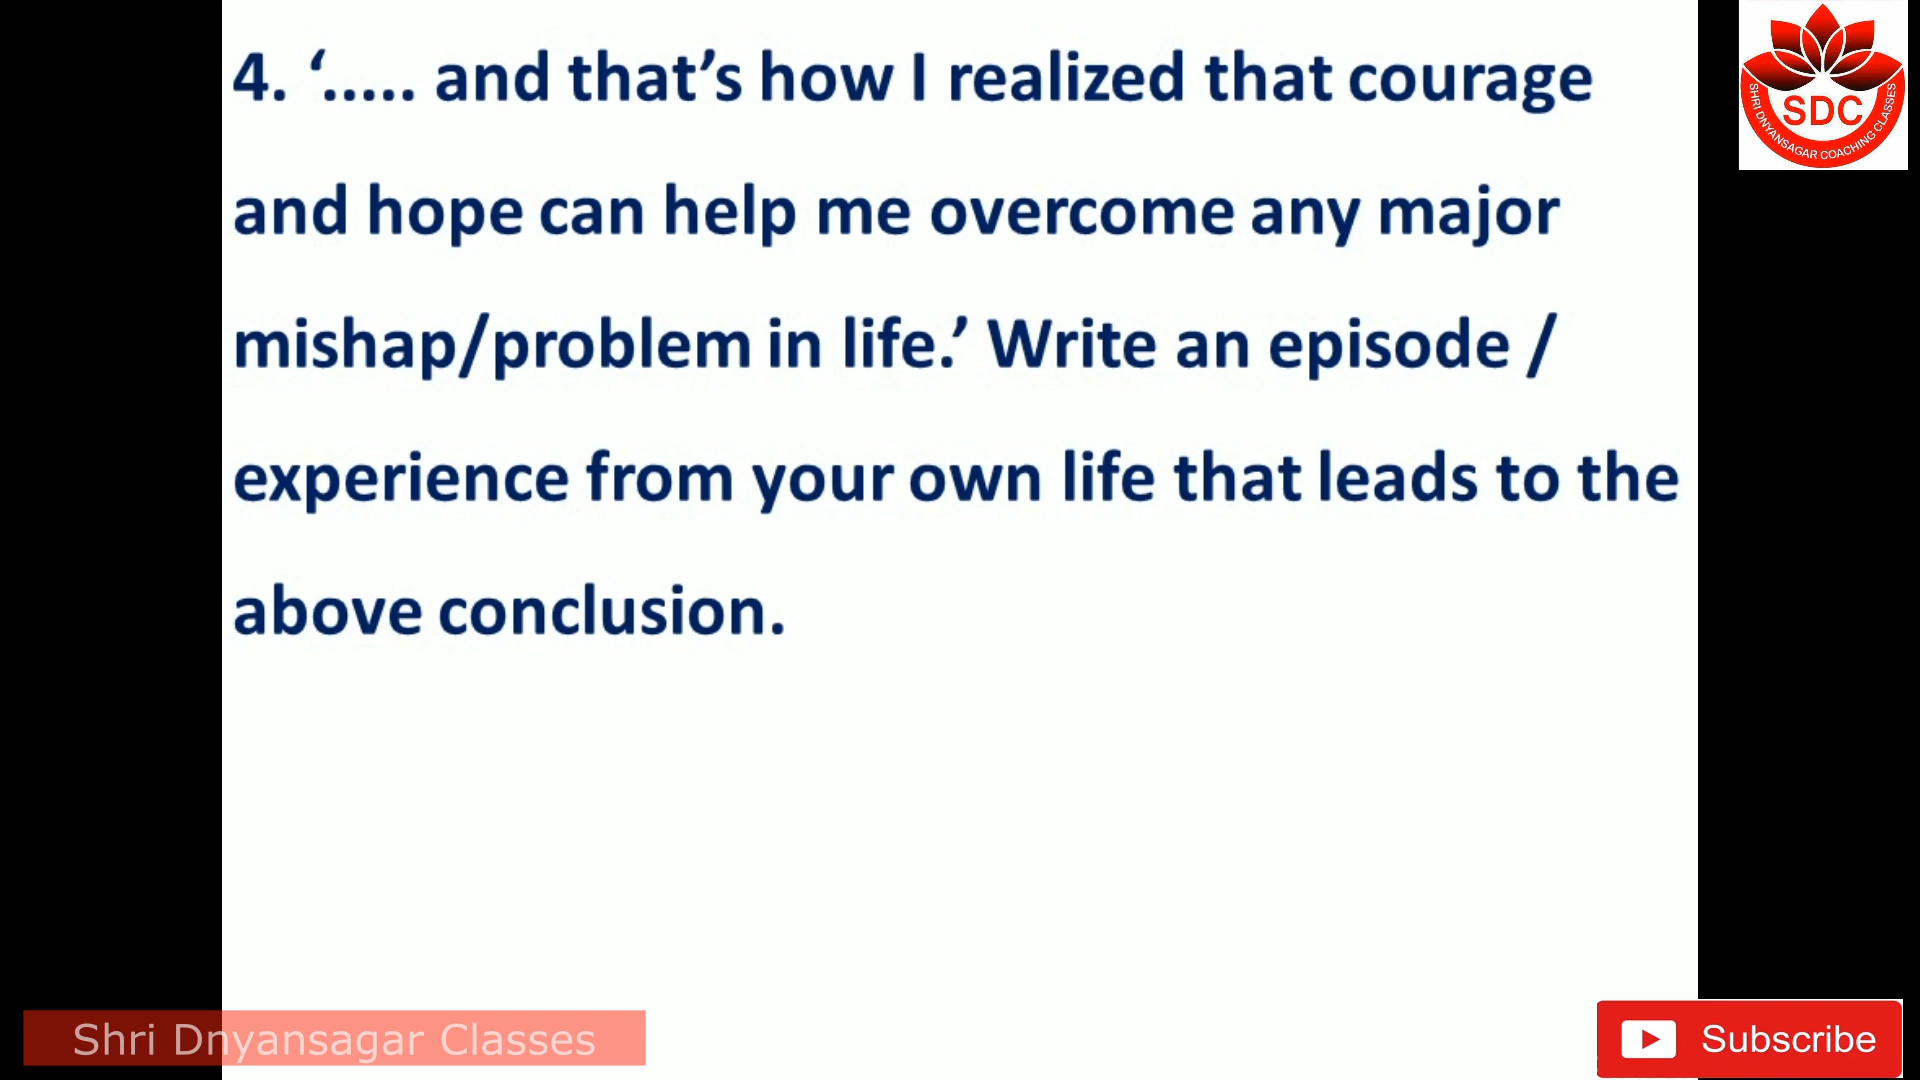 4. ‘..... and that’s how I realized that courage
and hope can help me overcome any major
mishap/problem in life.’ Write an episode /
experience from your own life that leads to the
above conclusion.
SDC
SHRI DNYANSAGAR COACHING CLASSES
Shri Dnyansagar Classes
Subscribe